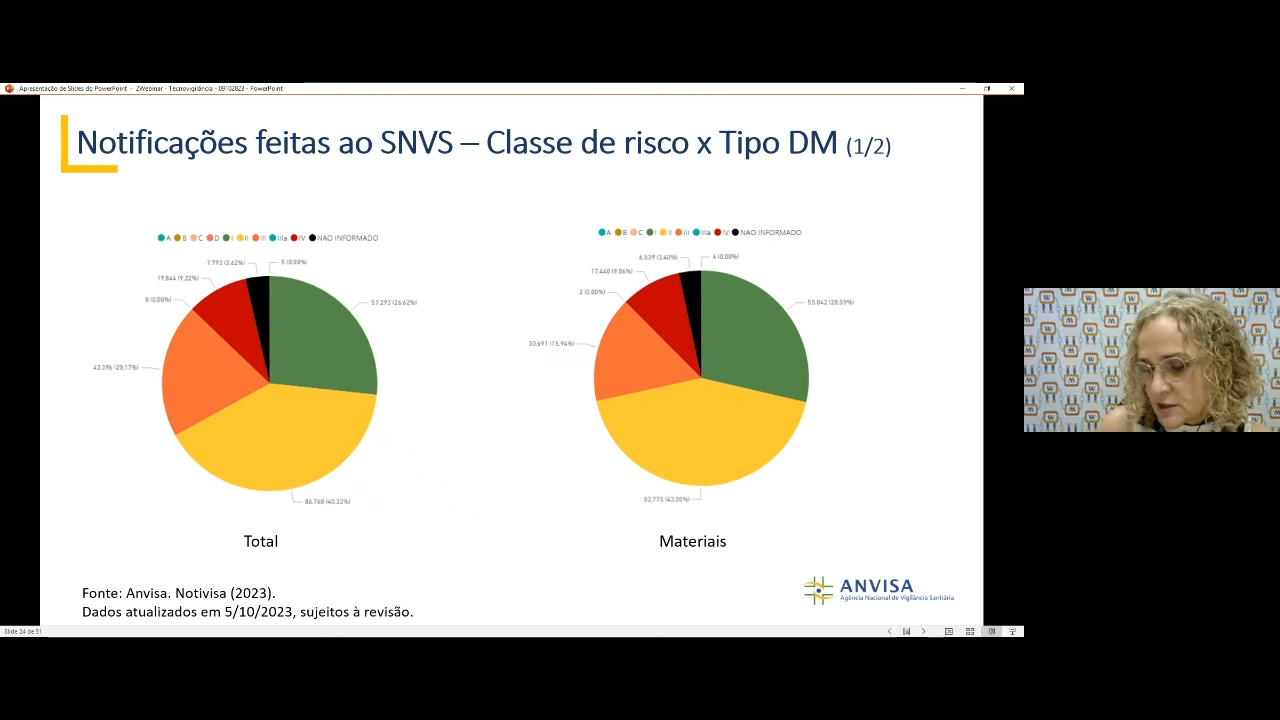 Apresentação de Slides do PowerPoint - 2Webinar - Tecnovigilância - 09102023 - PowerPoint
Notificações feitas ao SNVS – Classe de risco x Tipo DM (1/2)
A B C D I II III IIIa IV NAO INFORMADO
7.793 (3.62%)
5 (0.00%)
19.844 (9.22%)
8 (0.00%)
57.293 (26.62%)
43.396 (20.17%)
86.768 (40.32%)
Total
A B C I II III IIIa IV NAO INFORMADO
6.539 (3.40%)
4 (0.00%)
17.440 (9.06%)
2 (0.00%)
55.042 (28.59%)
30.691 (15.94%)
82.775 (43.00%)
Materiais
Fonte: Anvisa. Notivisa (2023).
Dados atualizados em 5/10/2023, sujeitos à revisão.
ANVISA
Agência Nacional de Vigilância Sanitária
Slide 24 de 51